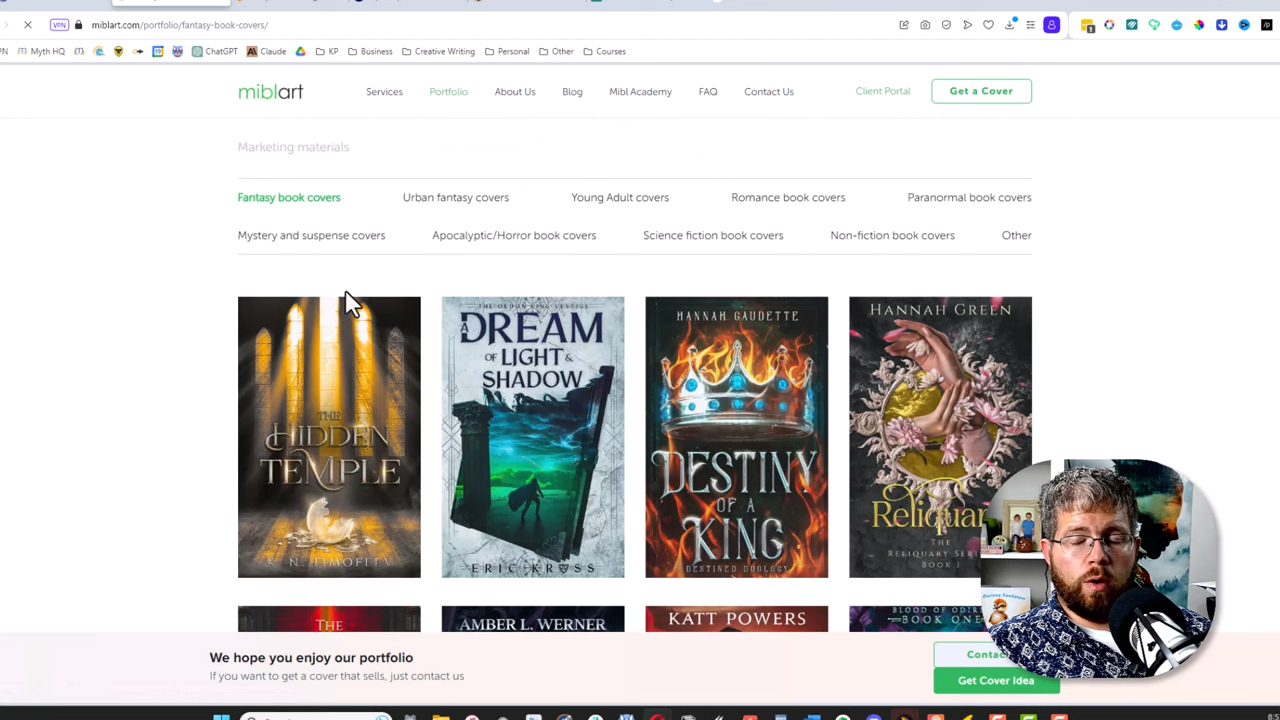 VPN miblart.com/portfolio/fantasy-book-covers/
Myth HQ ChatGPT Claude KP Business Creative Writing Personal Other Courses
miblart Services Portfolio About Us Blog Mibl Academy FAQ Contact Us Client Portal Get a Cover
Marketing materials
Fantasy book covers Urban fantasy covers Young Adult covers Romance book covers Paranormal book covers
Mystery and suspense covers Apocalyptic/Horror book covers Science fiction book covers Non-fiction book covers Other
THE
HIDDEN
TEMPLE
K. N. TIMOFEEV
A DREAM
OF LIGHT &
SHADOW
ERIC KROSS
HANNAH GAUDETTE
DESTINY
OF A
KING
DESTINED DUOLOGY
HANNAH GREEN
Reliquar
THE
RELIQUARY SERI
BOOK I
THE
AMBER L. WERNER
KATT POWERS
BLOOD OF
BOOK ONE
We hope you enjoy our portfolio
If you want to get a cover that sells, just contact us
Contac
Get Cover Idea